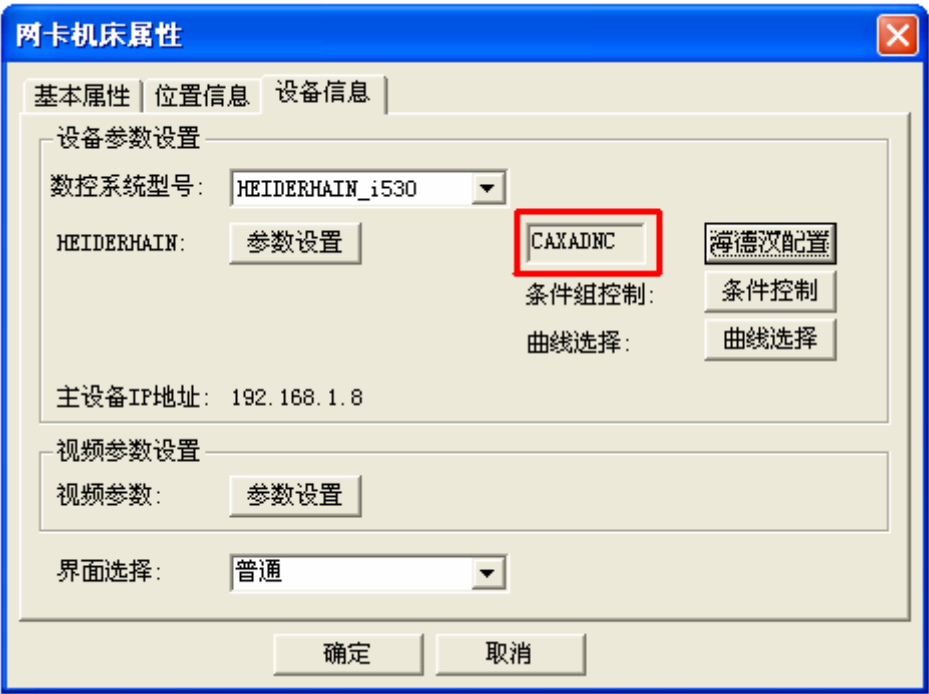 网卡机床属性
基本属性 位置信息 设备信息
设备参数设置
数控系统型号: HEIDERHAIN_i530
HEIDERHAIN: 参数设置 CAXADNC 海德汉配置
条件组控制: 条件控制
曲线选择: 曲线选择
主设备IP地址: 192.168.1.8
视频参数设置
视频参数: 参数设置
界面选择: 普通
确定 取消